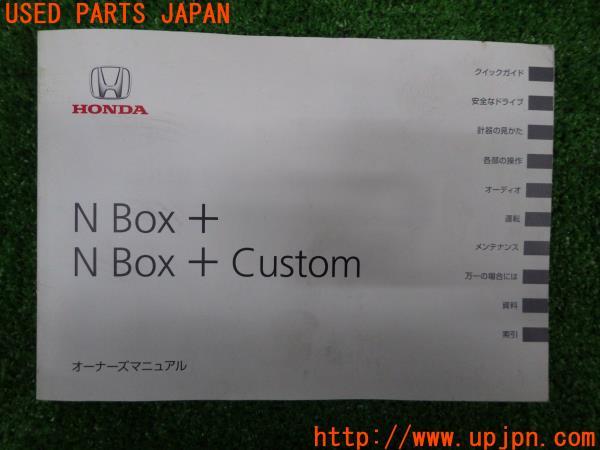 USED PARTS JAPAN
HONDA
N Box +
N Box + Custom
オーナーズマニュアル
クイックガイド
安全なドライブ
計器の見かた
各部の操作
オーディオ
運転
メンテナンス
万一の場合には
資料
索引
http://www.upjpn.com/